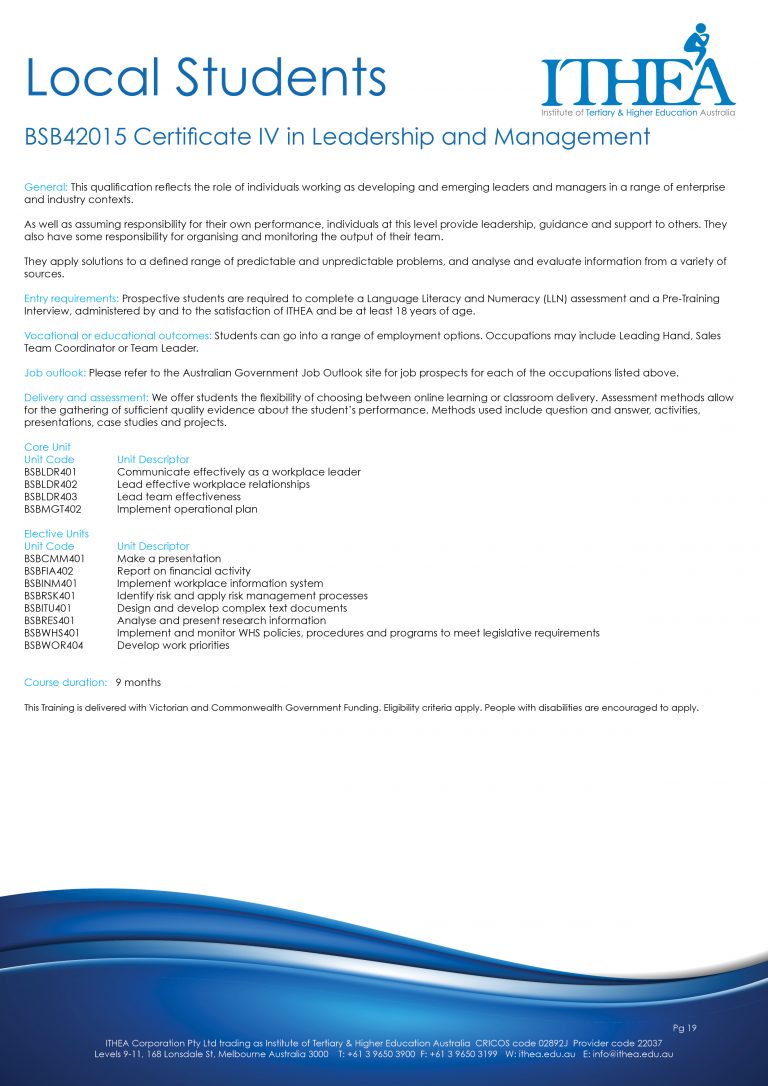 Local Students
ITHEA
Institute of Tertiary & Higher Education Australia
BSB42015 Certificate IV in Leadership and Management
General: This qualification reflects the role of individuals working as developing and emerging leaders and managers in a range of enterprise
and industry contexts.
As well as assuming responsibility for their own performance, individuals at this level provide leadership, guidance and support to others. They
also have some responsibility for organising and monitoring the output of their team.
They apply solutions to a defined range of predictable and unpredictable problems, and analyse and evaluate information from a variety of
sources.
Entry requirements: Prospective students are required to complete a Language Literacy and Numeracy (LLN) assessment and a Pre-Training
Interview, administered by and to the satisfaction of ITHEA and be at least 18 years of age.
Vocational or educational outcomes: Students can go into a range of employment options. Occupations may include Leading Hand, Sales
Team Coordinator or Team Leader.
Job outlook: Please refer to the Australian Government Job Outlook site for job prospects for each of the occupations listed above.
Delivery and assessment: We offer students the flexibility of choosing between online learning or classroom delivery. Assessment methods allow
for the gathering of sufficient quality evidence about the student's performance. Methods used include question and answer, activities,
presentations, case studies and projects.
Core Unit
Unit Code Unit Descriptor
BSBLDR401 Communicate effectively as a workplace leader
BSBLDR402 Lead effective workplace relationships
BSBLDR403 Lead team effectiveness
BSBMGT402 Implement operational plan
Elective Units
Unit Code Unit Descriptor
BSBCMM401 Make a presentation
BSBFIA402 Report on financial activity
BSBINM401 Implement workplace information system
BSBRSK401 Identify risk and apply risk management processes
BSBITU401 Design and develop complex text documents
BSBRES401 Analyse and present research information
BSBWHS401 Implement and monitor WHS policies, procedures and programs to meet legislative requirements
BSBWOR404 Develop work priorities
Course duration: 9 months
This Training is delivered with Victorian and Commonwealth Government Funding. Eligibility criteria apply. People with disabilities are encouraged to apply.
Pg 19
ITHEA Corporation Pty Ltd trading as Institute of Tertiary & Higher Education Australia CRICOS code 02892J Provider code 22037
Levels 9-11, 168 Lonsdale St, Melbourne Australia 3000 T: +61 3 9650 3900 F: +61 3 9650 3199 W: ithea.edu.au E: info@ithea.edu.au